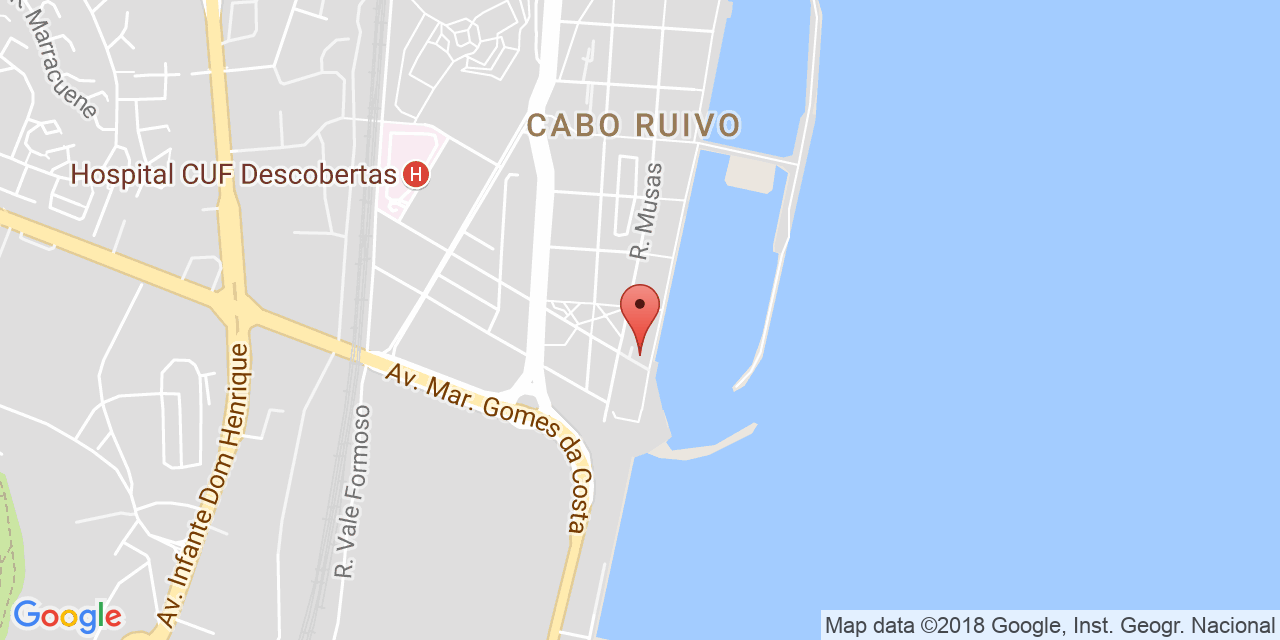 R. Marracuene
CABO RUIVO
Hospital CUF Descobertas
H
R. Musas
Av. Mar. Gomes da Costa
Av. Infante Dom Henrique
R. Vale Formoso
Google
Map data ©2018 Google, Inst. Geogr. Nacional